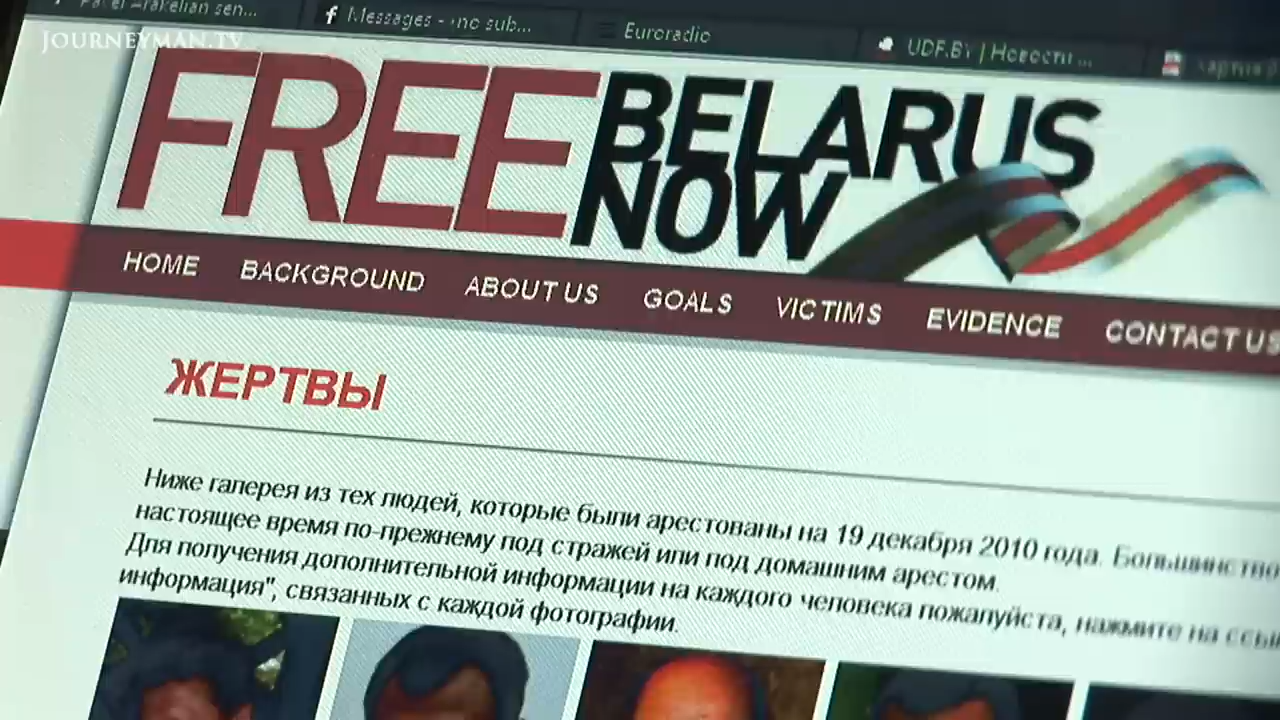 JOURNEYMAN.TV
Messages -
Euroradio
UDF.BY | Новости ...
FREE BELARUS
NOW
HOME BACKGROUND ABOUT US GOALS VICTIMS EVIDENCE CONTACT US
ЖЕРТВЫ
Ниже галерея из тех людей, которые были арестованы на 19 декабря 2010 года. Большинство
настоящее время по-прежнему под стражей или под домашним арестом.
Для получения дополнительной информации на каждого человека пожалуйста, нажмите на
информация", связанных с каждой фотографии.